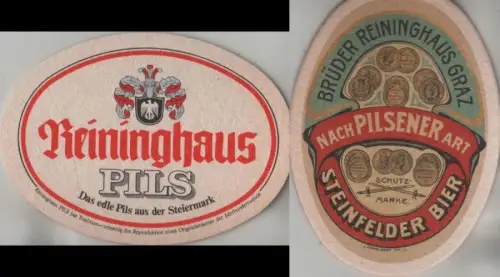 Reininghaus
PILS
Das edle Pils aus der Steiermark
BRÜDER REININGHAUS, GRAZ
NACH PILSENER ART
SCHUTZ-
MARKE.
STEINFELDER BIER